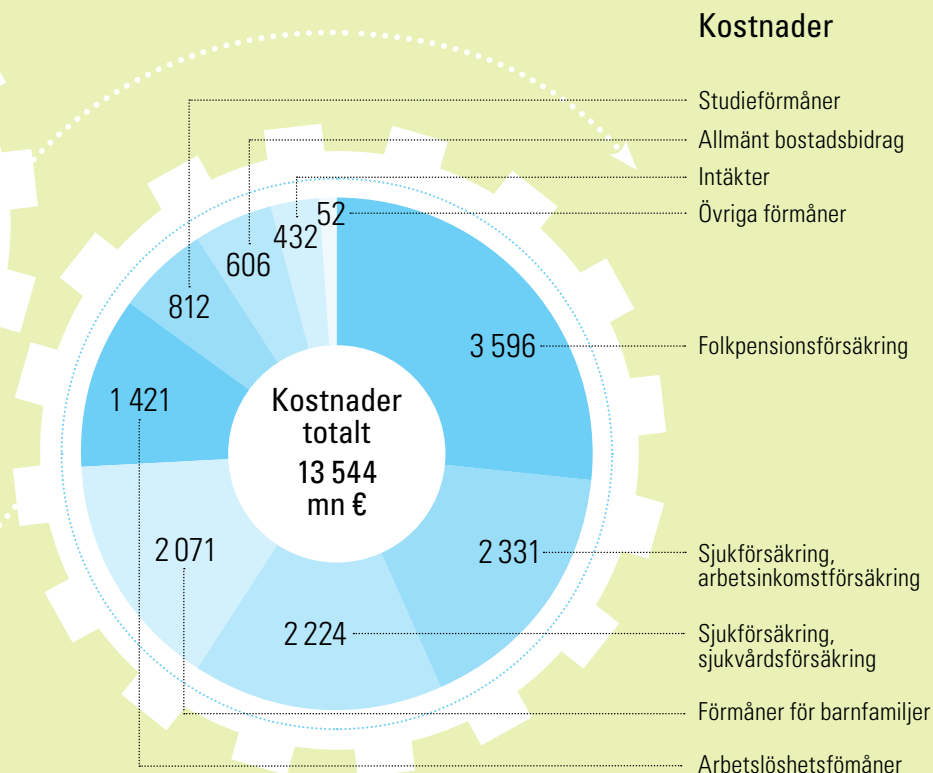 Kostnader
Studieförmåner
Allmänt bostadsbidrag
Intäkter
Övriga förmåner
Folkpensionsförsäkring
Sjukförsäkring,
arbetsinkomstförsäkring
Sjukförsäkring,
sjukvårdsförsäkring
Förmåner för barnfamiljer
Arbetslöshetsfömåner
52
432
606
812
1 421
2 071
2 224
2 331
3 596
Kostnader
totalt
13 544
mn €